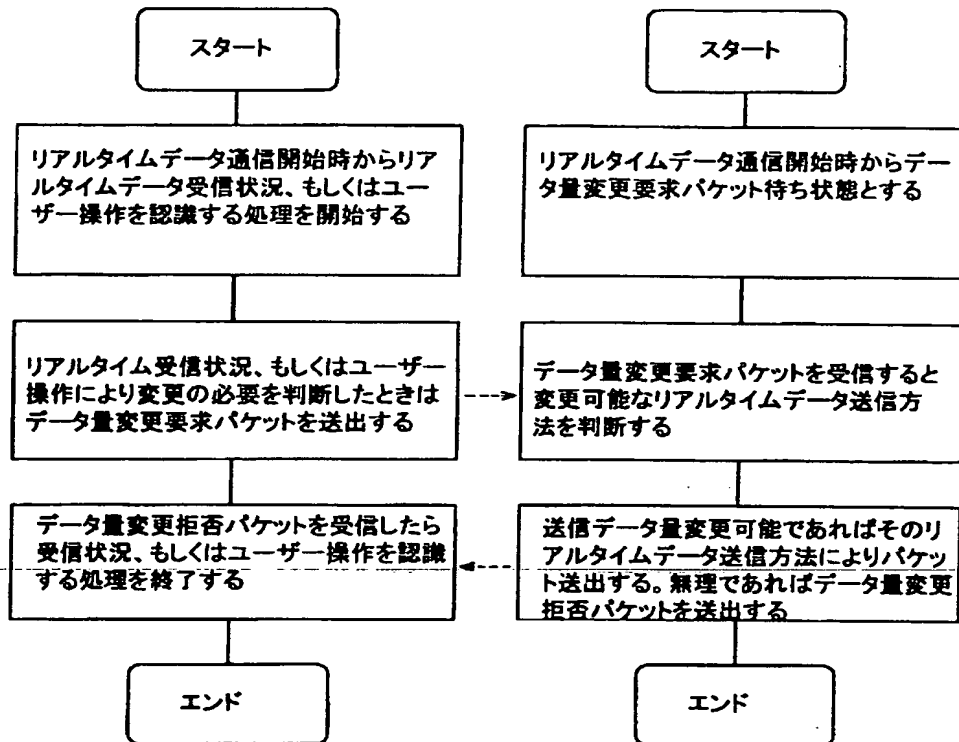 スタート
リアルタイムデータ通信開始時からリア
ルタイムデータ受信状況、もしくはユー
ザー操作を認識する処理を開始する
リアルタイム受信状況、もしくはユーザー
操作により変更の必要を判断したときは
データ量変更要求パケットを送出する
データ量変更拒否パケットを受信したら
受信状況、もしくはユーザー操作を認識
する処理を終了する
エンド
スタート
リアルタイムデータ通信開始時からデー
タ量変更要求パケット待ち状態とする
データ量変更要求パケットを受信すると
変更可能なリアルタイムデータ送信方
法を判断する
送信データ量変更可能であればそのリ
アルタイムデータ送信方法によりパケッ
ト送出する。無理であればデータ量変更
拒否パケットを送出する
エンド